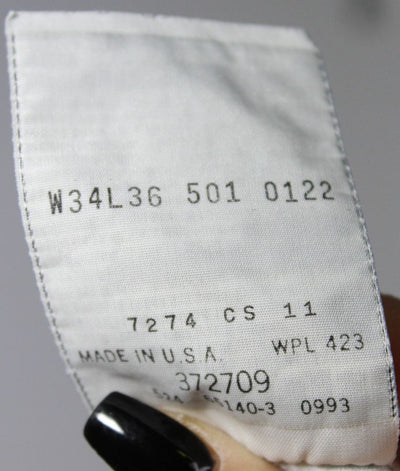 W34L36 501 0122
7274 CS 11
MADE IN U.S.A. WPL 423
372709
0993